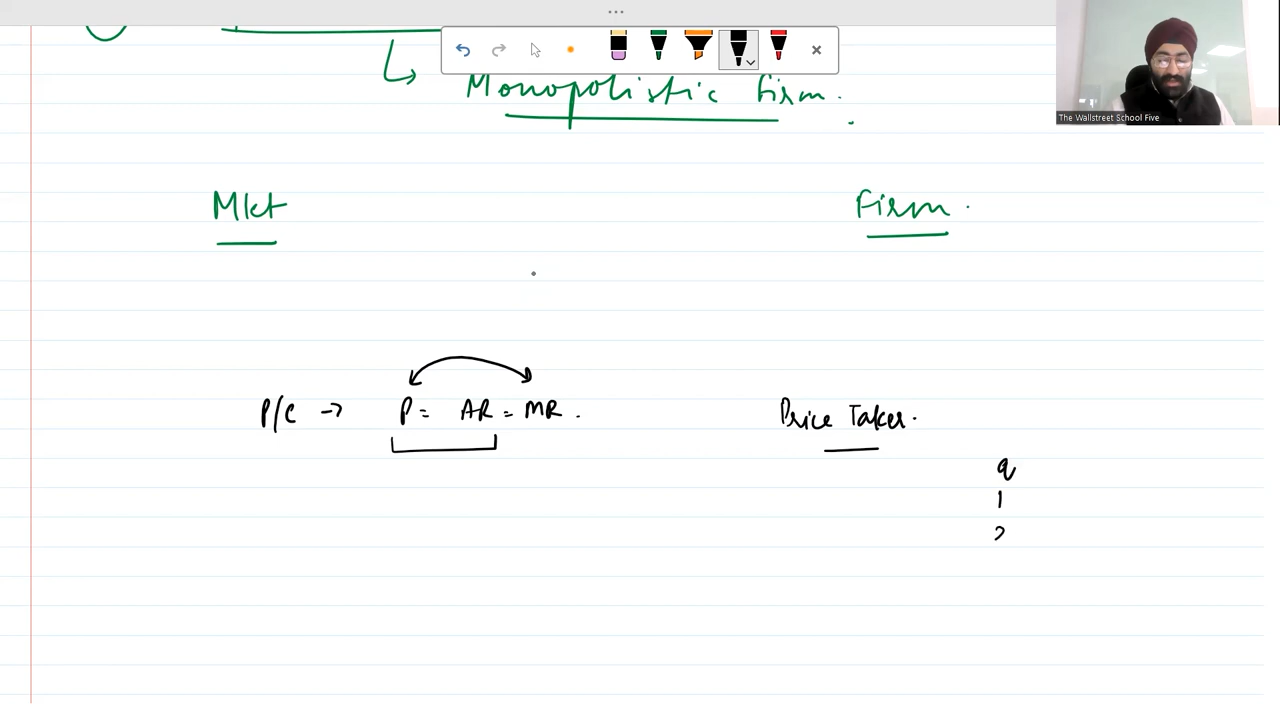 Monopolistic Firm.
The Wallstreet School Five
Mkt
Firm.
P/C → P = AR = MR.
Price Taker.
q
1
2